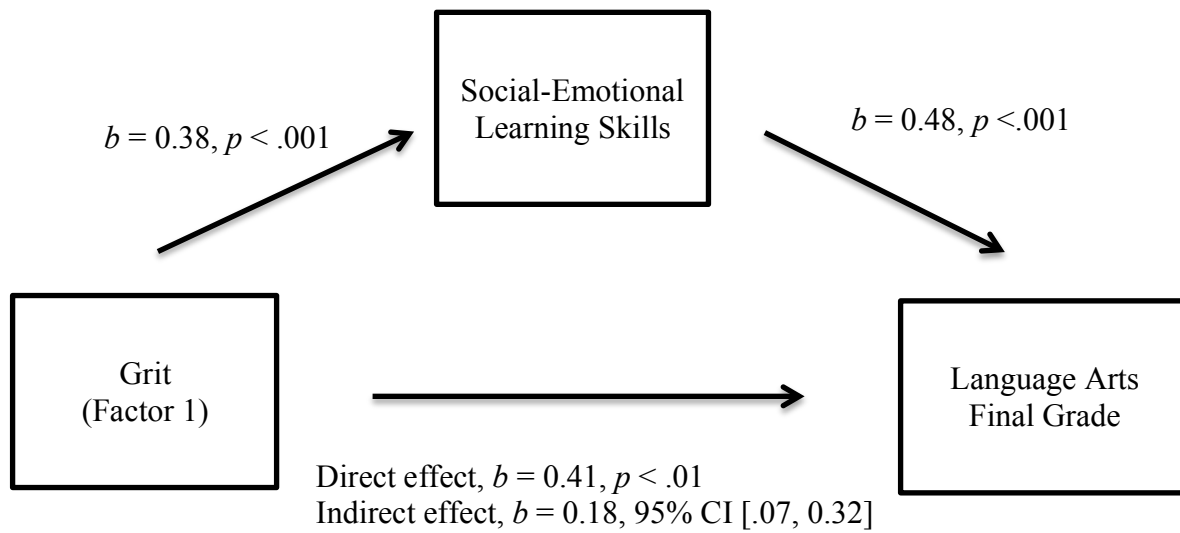 Social-Emotional
Learning Skills
b = 0.38, p < .001
b = 0.48, p <.001
Grit
(Factor 1)
Language Arts
Final Grade
Direct effect, b = 0.41, p < .01
Indirect effect, b = 0.18, 95% CI [.07, 0.32]